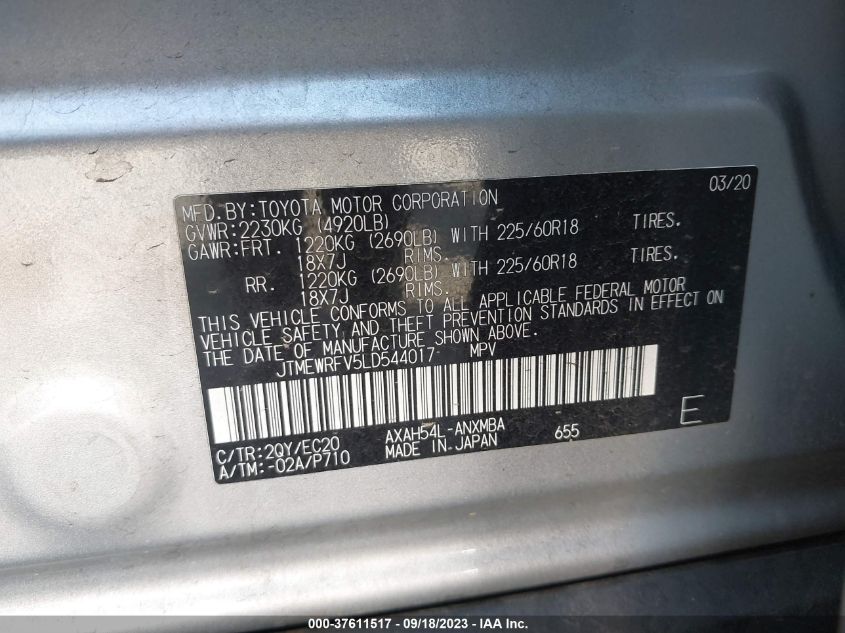 03/20
MFD. BY:TOYOTA MOTOR CORPORATION
GVWR:2230KG (4920LB)
GAWR:FRT. 1220KG (2690LB) WITH 225/60R18 TIRES.
18X7J RIMS.
RR. 1220KG (2690LB) WITH 225/60R18 TIRES.
18X7J RIMS.
THIS VEHICLE CONFORMS TO ALL APPLICABLE FEDERAL MOTOR
VEHICLE SAFETY AND THEFT PREVENTION STANDARDS IN EFFECT ON
THE DATE OF MANUFACTURE SHOWN ABOVE.
JTMEWRFV5LD544017 MPV
C/TR:2QY/EC20 AXAH54L-ANXMBA 655 E
A/TM:-02A/P710 MADE IN JAPAN
000-37611517 - 09/18/2023 - IAA Inc.